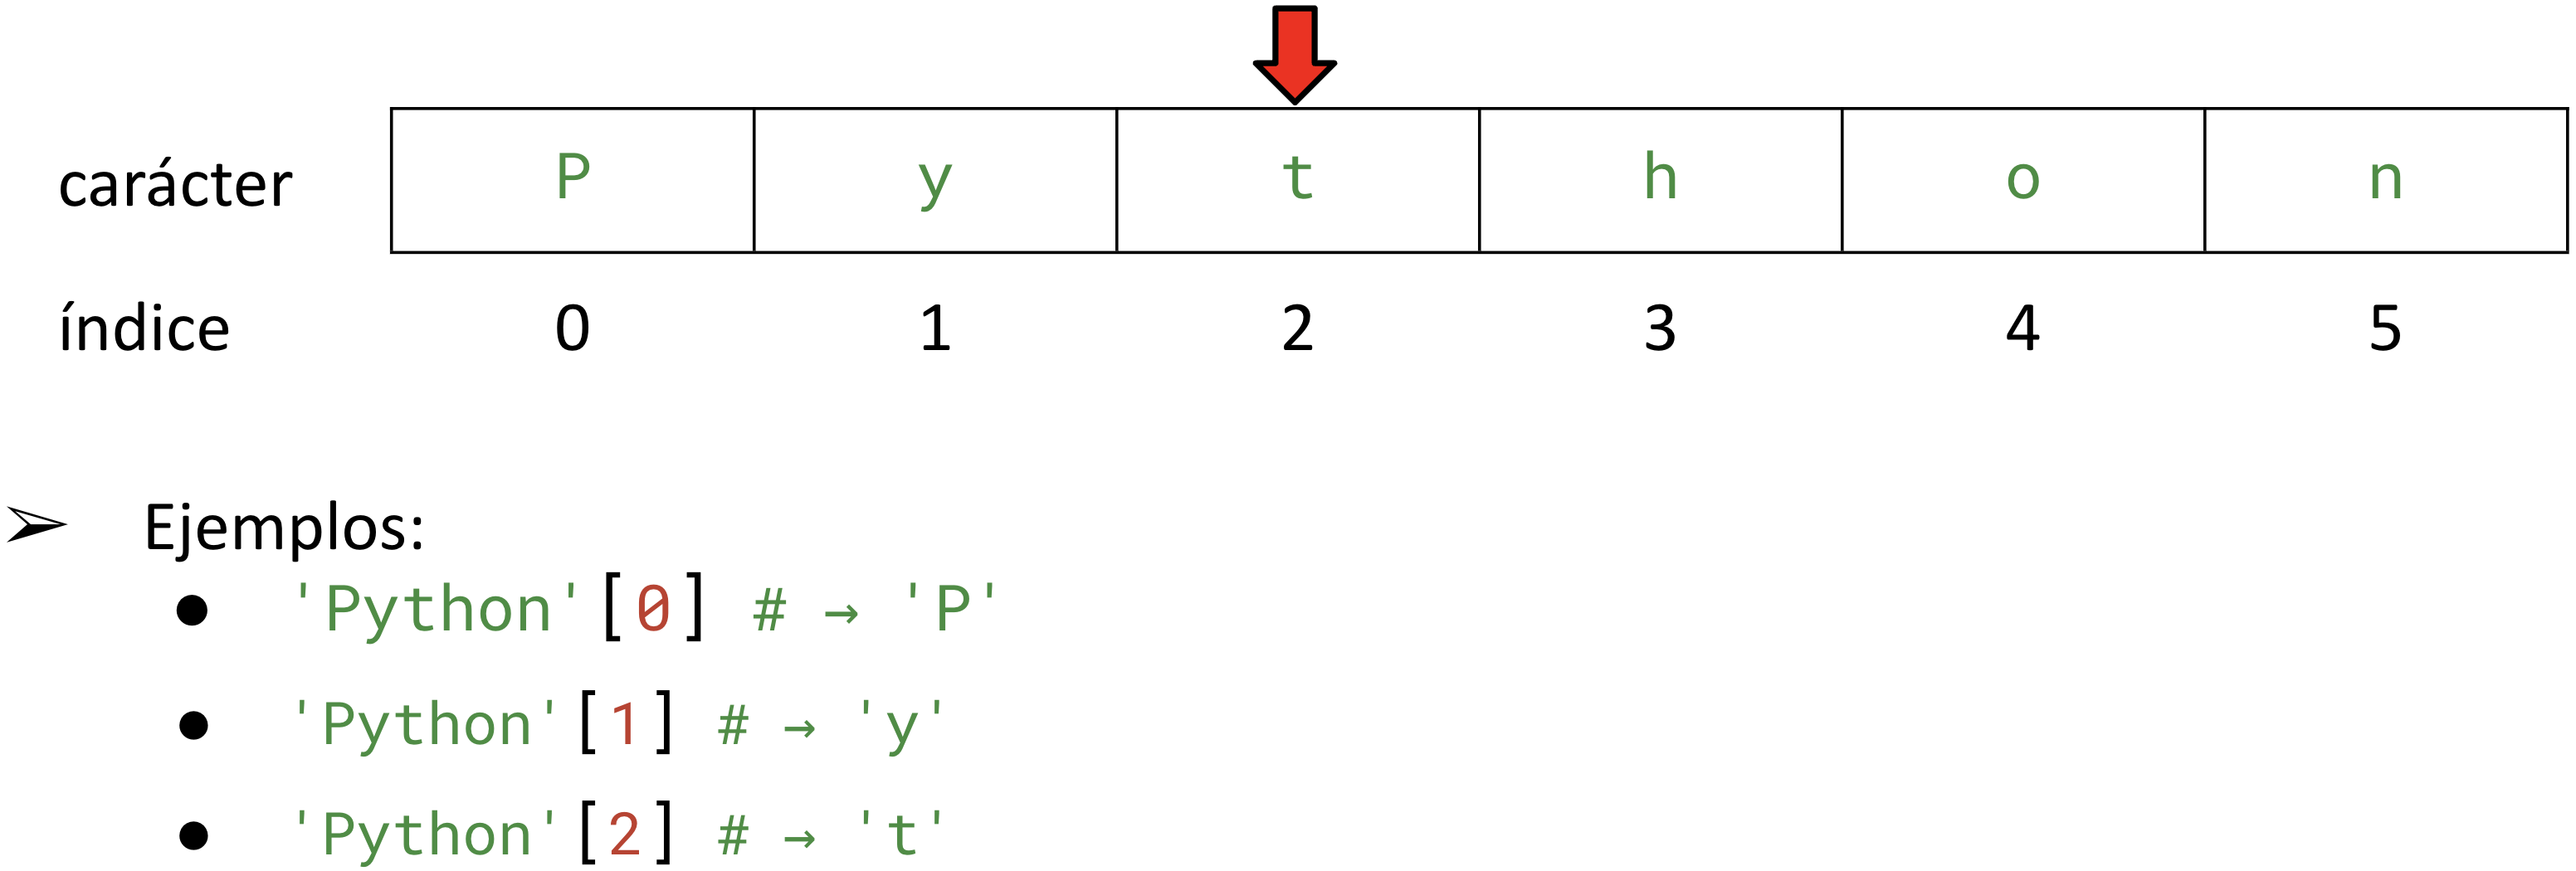 carácter P y t h o n
índice 0 1 2 3 4 5
➢ Ejemplos:
● 'Python'[0] # → 'P'
● 'Python'[1] # → 'y'
● 'Python'[2] # → 't'